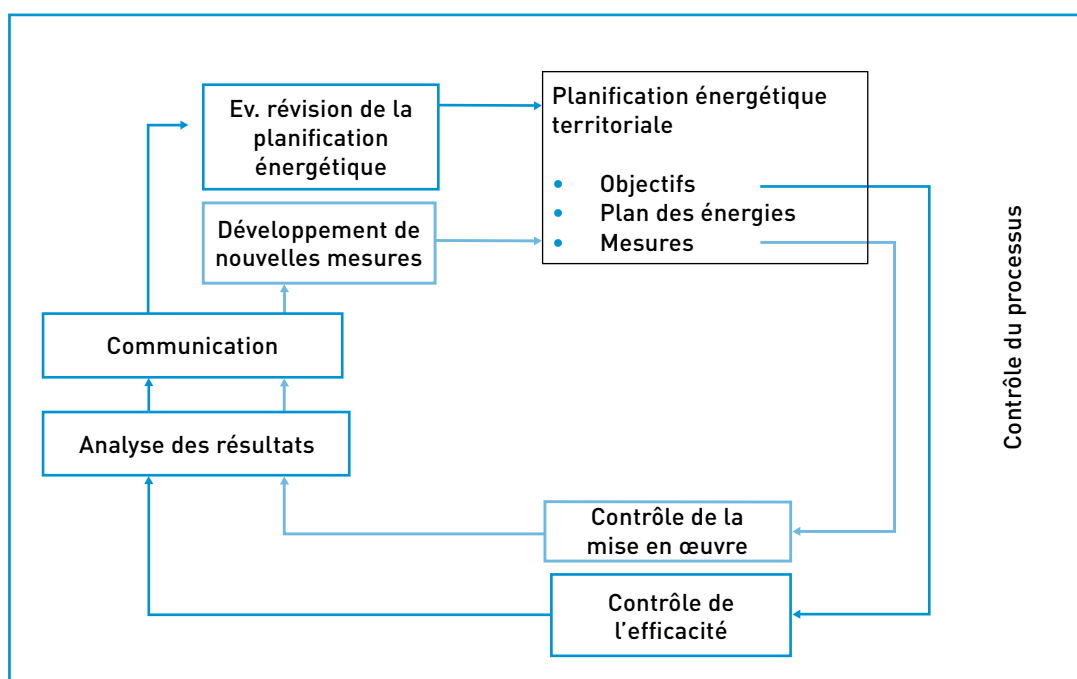 Ev. révision de la
planification
énergétique
Planification énergétique
territoriale
• Objectifs
• Plan des énergies
• Mesures
Développement de
nouvelles mesures
Communication
Analyse des résultats
Contrôle de la
mise en œuvre
Contrôle de
l'efficacité
Contrôle du processus